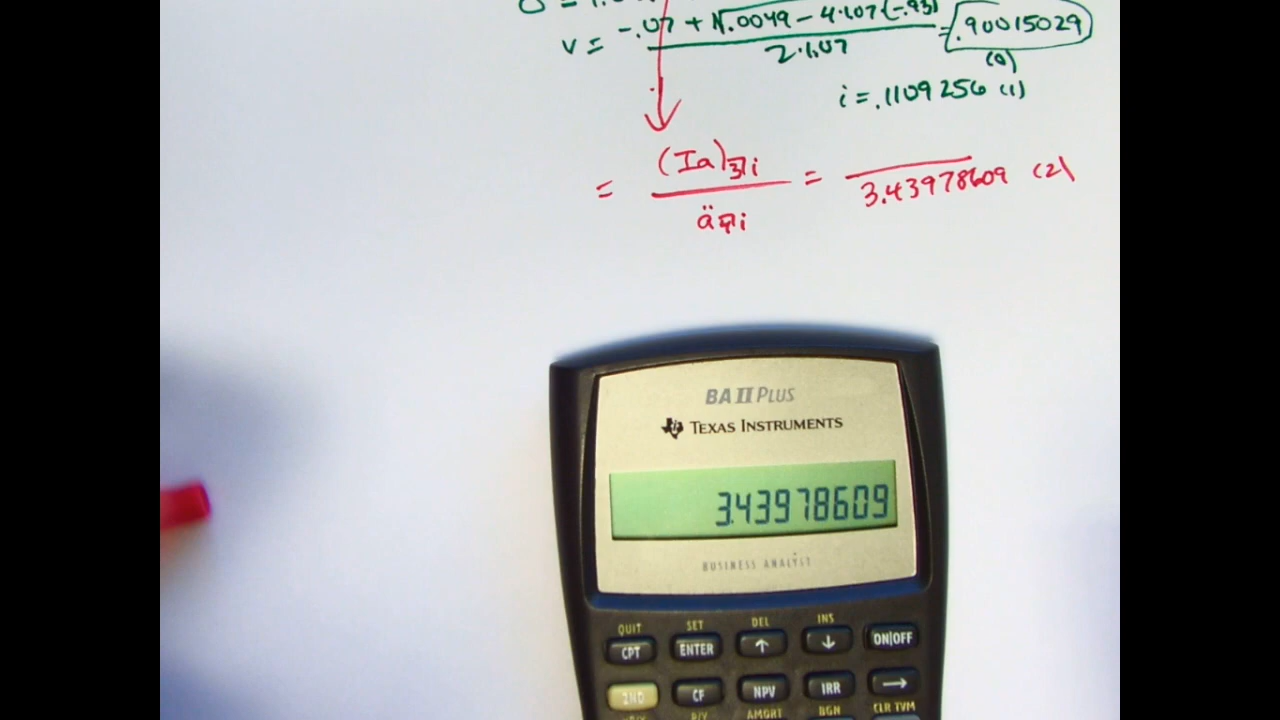 v = -.07 + √.0049 - 4·1.07(-.93) = .90015029
2·1.07
(0)
i = .1109256 (1)
= (Ia)3̅|i =
ä4̅|i
3.43978609 (2)
BA II PLUS
TEXAS INSTRUMENTS
3.43978609
BUSINESS ANALYST
QUIT SET DEL INS
CPT ENTER ↑ ↓ ON|OFF
2ND CF NPV IRR →
P/Y AMORT BGN CLR TVM